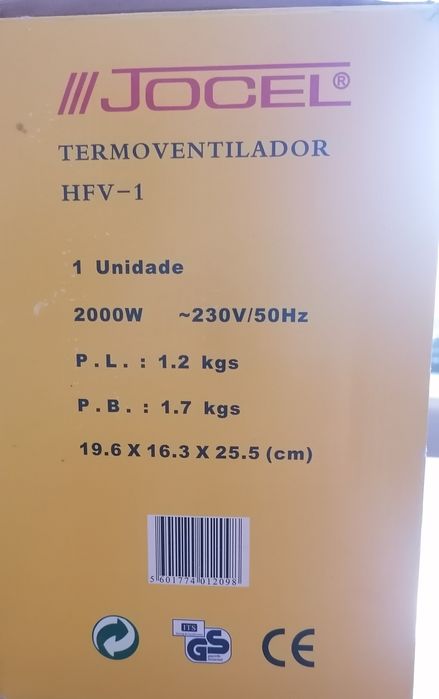 JOCEL®
TERMOVENTILADOR
HFV-1
1 Unidade
2000W ~230V/50Hz
P.L. : 1.2 kgs
P.B. : 1.7 kgs
19.6 X 16.3 X 25.5 (cm)
5 601774 012098
ITS
GS
CE